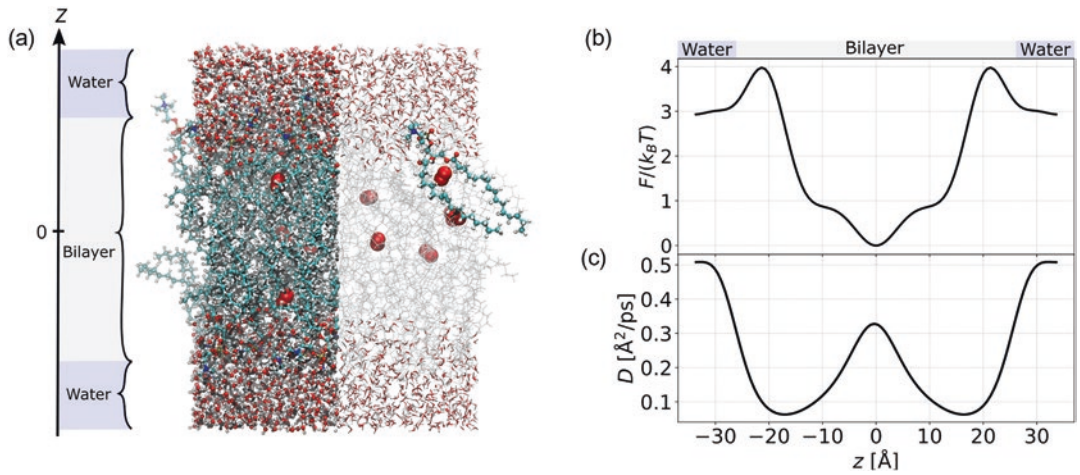 (a)
z
Water
0
Bilayer
Water
(b)
Water Bilayer Water
F/(k_BT)
4
3
2
1
0
(c)
D [Å²/ps]
0.5
0.4
0.3
0.2
0.1
−30 −20 −10 0 10 20 30
z [Å]